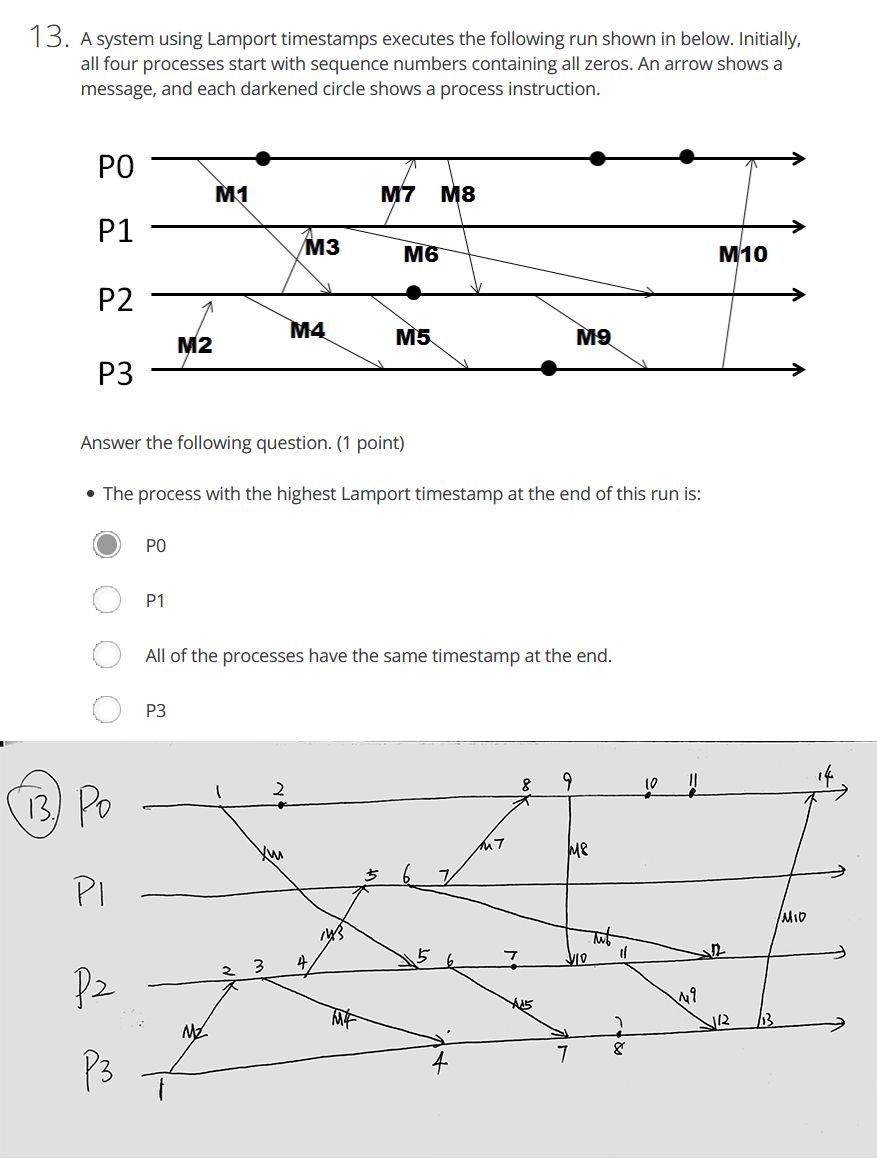 13. A system using Lamport timestamps executes the following run shown in below. Initially,
all four processes start with sequence numbers containing all zeros. An arrow shows a
message, and each darkened circle shows a process instruction.
P0
M1
M7 M8
P1
M3
M6
M10
P2
M4
M5
M9
M2
P3
Answer the following question. (1 point)
• The process with the highest Lamport timestamp at the end of this run is:
P0
P1
All of the processes have the same timestamp at the end.
P3
13. P0
1 2 8 9 10 11 14
M7
M8
P1
5 6 7
M10
M3
M6
P2
2 3 4 5 6 7 10 11 12
M5
M9
M2
M4
12 13
P3
1 4 7 8